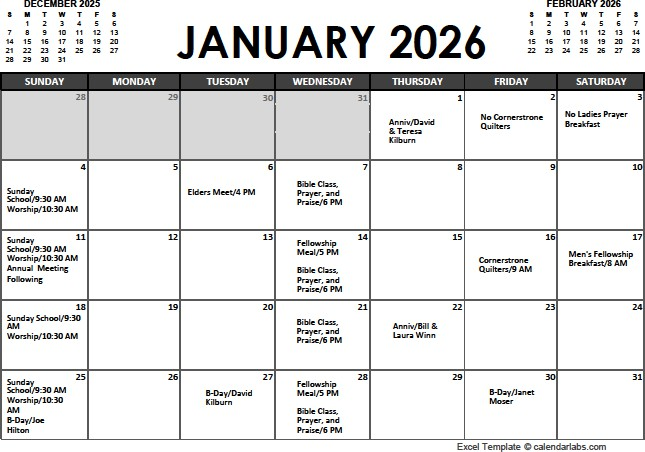 DECEMBER 2025
S M T W T F S
1 2 3 4 5 6
7 8 9 10 11 12 13
14 15 16 17 18 19 20
21 22 23 24 25 26 27
28 29 30 31
JANUARY 2026
FEBRUARY 2026
S M T W T F S
1 2 3 4 5 6 7
8 9 10 11 12 13 14
15 16 17 18 19 20 21
22 23 24 25 26 27 28
SUNDAY MONDAY TUESDAY WEDNESDAY THURSDAY FRIDAY SATURDAY
28 29 30 31 1 2 3
Anniv/David
& Teresa
Kilburn
No Cornerstone
Quilters
No Ladies Prayer
Breakfast
4 5 6 7 8 9 10
Sunday
School/9:30 AM
Worship/10:30 AM
Elders Meet/4 PM
Bible Class,
Prayer, and
Praise/6 PM
11 12 13 14 15 16 17
Sunday
School/9:30 AM
Worship/10:30 AM
Annual Meeting
Following
Fellowship
Meal/5 PM
Bible Class,
Prayer, and
Praise/6 PM
Cornerstone
Quilters/9 AM
Men's Fellowship
Breakfast/8 AM
18 19 20 21 22 23 24
Sunday School/9:30
AM
Worship/10:30 AM
Bible Class,
Prayer, and
Praise/6 PM
Anniv/Bill &
Laura Winn
25 26 27 28 29 30 31
Sunday
School/9:30 AM
Worship/10:30
AM
B-Day/Joe
Hilton
B-Day/David
Kilburn
Fellowship
Meal/5 PM
Bible Class,
Prayer, and
Praise/6 PM
B-Day/Janet
Moser
Excel Template © calendarlabs.com